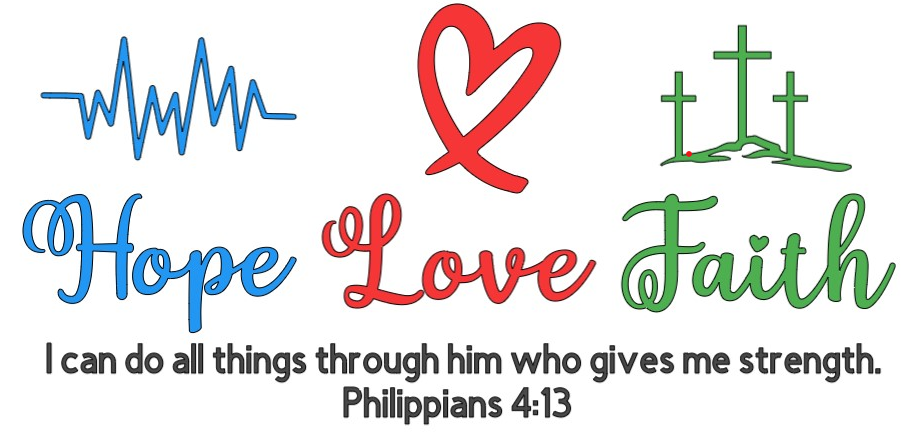 Hope Love Faith
I can do all things through him who gives me strength.
Philippians 4:13